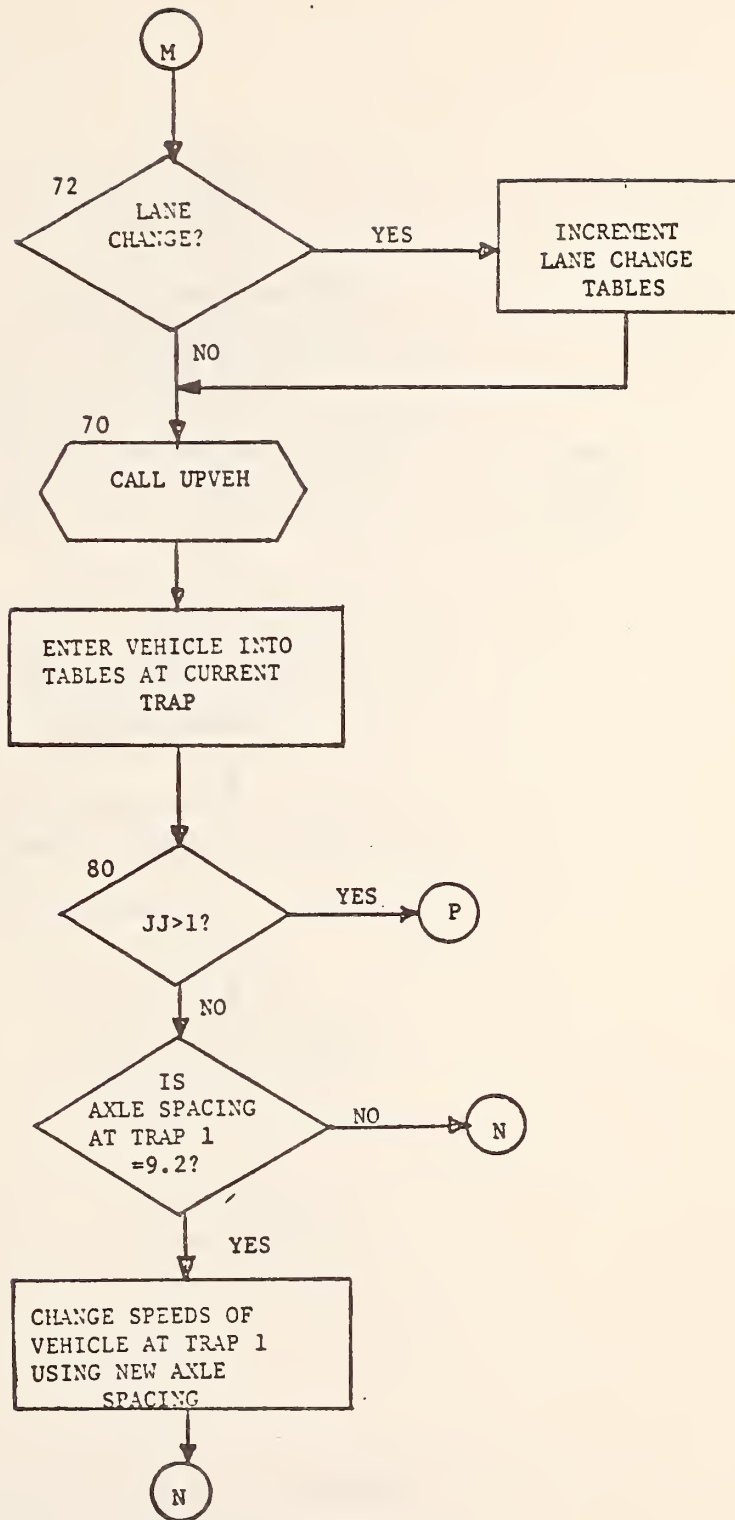 M
72
LANE
CHANGE?
YES
INCREMENT
LANE CHANGE
TABLES
NO
70
CALL UPVEH
ENTER VEHICLE INTO
TABLES AT CURRENT
TRAP
80
JJ>1?
YES
P
NO
IS
AXLE SPACING
AT TRAP 1
=9.2?
NO
N
YES
CHANGE SPEEDS OF
VEHICLE AT TRAP 1
USING NEW AXLE
SPACING
N